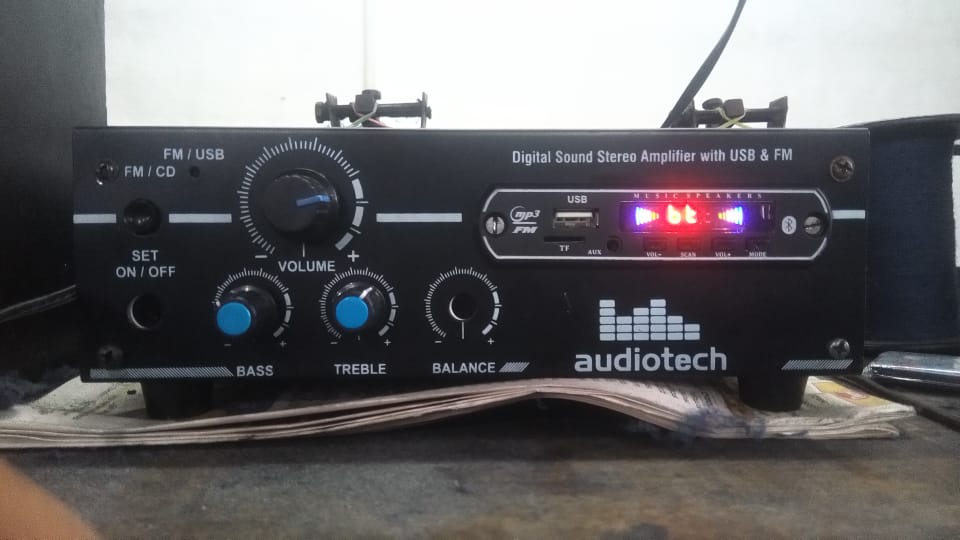 FM / USB
FM / CD
Digital Sound Stereo Amplifier with USB & FM
MUSIC SPEAKERS
USB
mp3
FM
bt
TF
AUX
VOL-
SCAN
VOL+
MODE
SET
ON / OFF
- VOLUME +
- +
- +
- +
BASS
TREBLE
BALANCE
audiotech